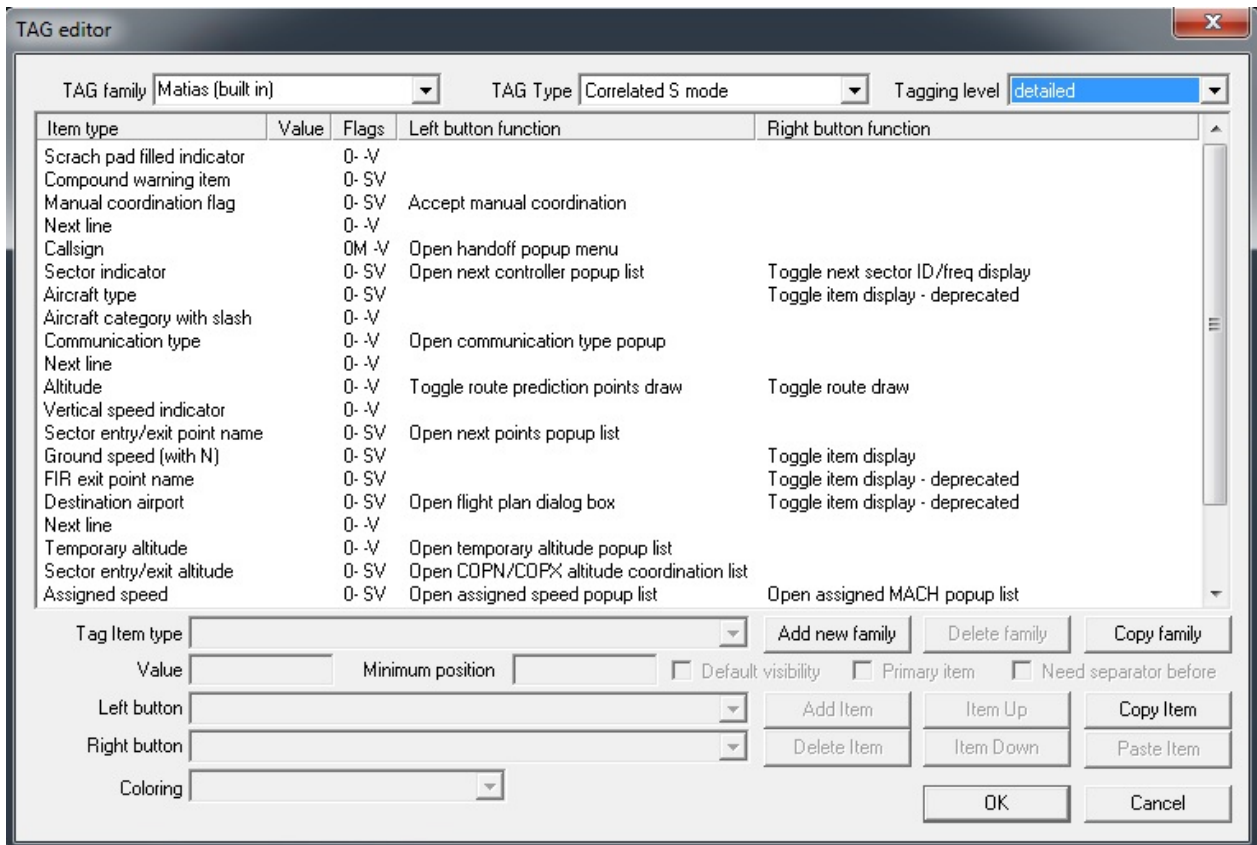 TAG editor
TAG family Matias (built in) TAG Type Correlated S mode Tagging level detailed
Item type Value Flags Left button function Right button function
Scrach pad filled indicator 0- -V
Compound warning item 0- SV
Manual coordination flag 0- SV Accept manual coordination
Next line 0- -V
Callsign 0M -V Open handoff popup menu
Sector indicator 0- SV Open next controller popup list Toggle next sector ID/freq display
Aircraft type 0- SV Toggle item display - deprecated
Aircraft category with slash 0- -V
Communication type 0- -V Open communication type popup
Next line 0- -V
Altitude 0- -V Toggle route prediction points draw Toggle route draw
Vertical speed indicator 0- -V
Sector entry/exit point name 0- SV Open next points popup list
Ground speed (with N) 0- SV Toggle item display
FIR exit point name 0- SV Toggle item display - deprecated
Destination airport 0- SV Open flight plan dialog box Toggle item display - deprecated
Next line 0- -V
Temporary altitude 0- -V Open temporary altitude popup list
Sector entry/exit altitude 0- SV Open COPN/COPX altitude coordination list
Assigned speed 0- SV Open assigned speed popup list Open assigned MACH popup list
Tag Item type Add new family Delete family Copy family
Value Minimum position Default visibility Primary item Need separator before
Left button Add Item Item Up Copy Item
Right button Delete Item Item Down Paste Item
Coloring
OK Cancel